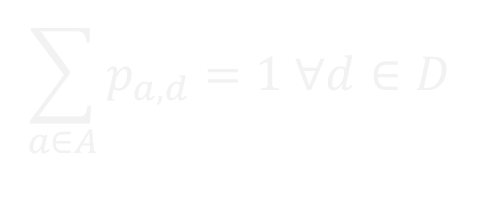 ∑_{a∈A} p_{a,d} = 1 ∀d ∈ D